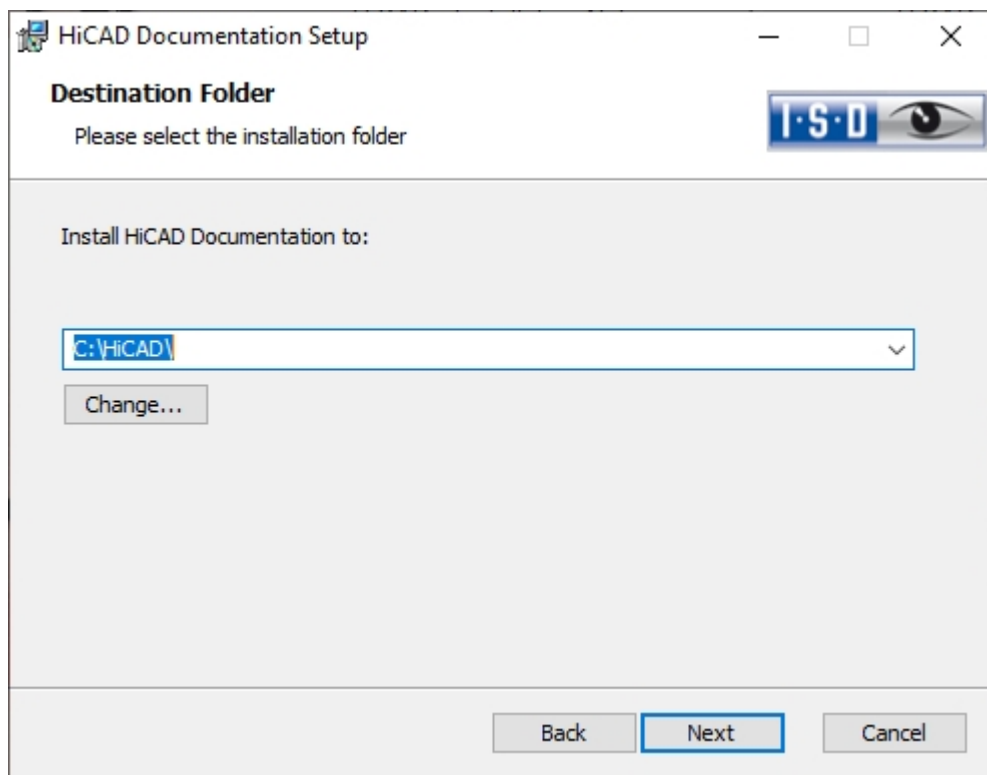 HiCAD Documentation Setup
Destination Folder
Please select the installation folder
I·S·D
Install HiCAD Documentation to:
C:\HiCAD\
Change...
Back Next Cancel